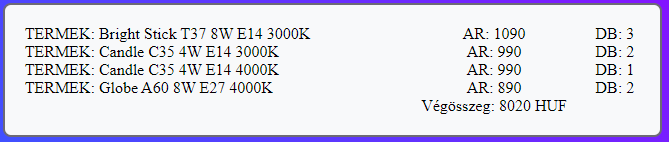 TERMEK: Bright Stick T37 8W E14 3000K AR: 1090 DB: 3
TERMEK: Candle C35 4W E14 3000K AR: 990 DB: 2
TERMEK: Candle C35 4W E14 4000K AR: 990 DB: 1
TERMEK: Globe A60 8W E27 4000K AR: 890 DB: 2
Végösszeg: 8020 HUF